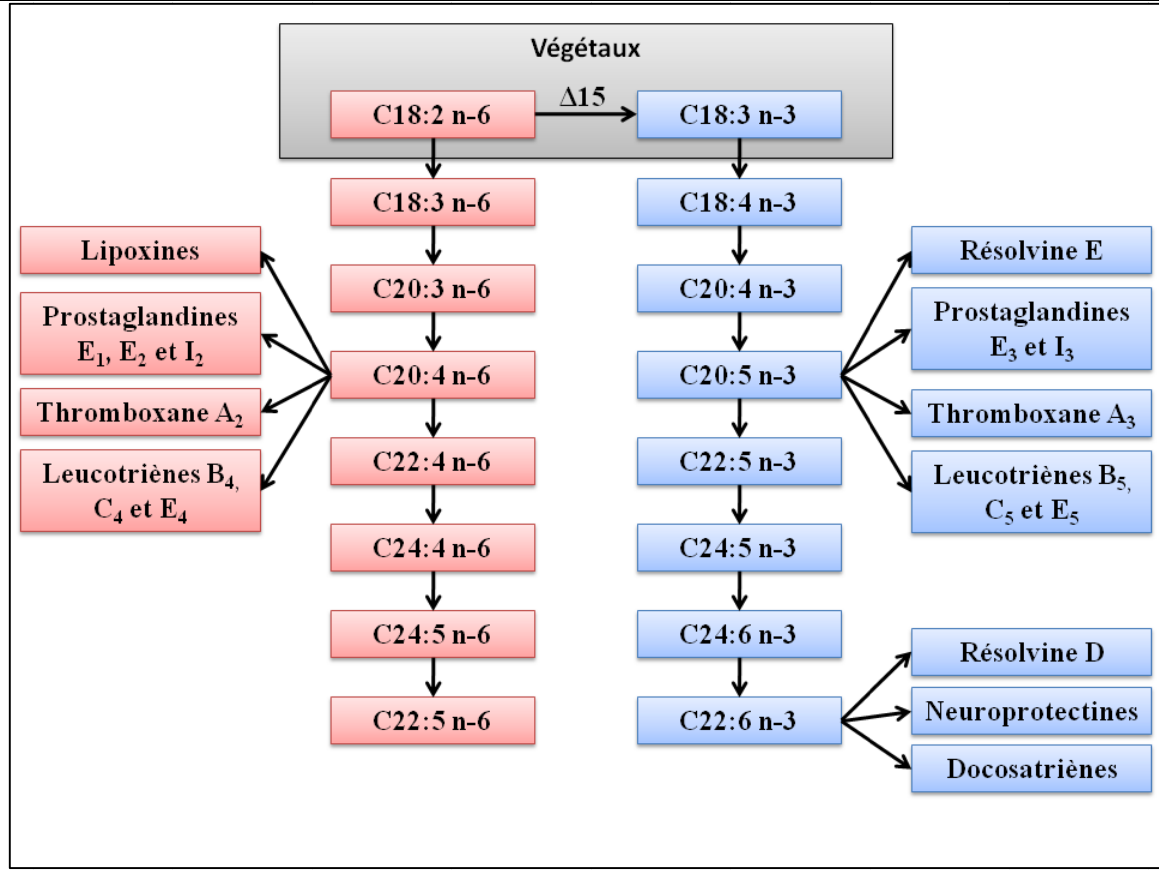 Végétaux
C18:2 n-6
Δ15
C18:3 n-3
C18:3 n-6
C18:4 n-3
Lipoxines
Résolvine E
C20:3 n-6
C20:4 n-3
Prostaglandines
E₁, E₂ et I₂
Prostaglandines
E₃ et I₃
C20:4 n-6
C20:5 n-3
Thromboxane A₂
Thromboxane A₃
C22:4 n-6
C22:5 n-3
Leucotriènes B₄,
C₄ et E₄
Leucotriènes B₅,
C₅ et E₅
C24:4 n-6
C24:5 n-3
C24:5 n-6
C24:6 n-3
Résolvine D
C22:5 n-6
C22:6 n-3
Neuroprotectines
Docosatriènes